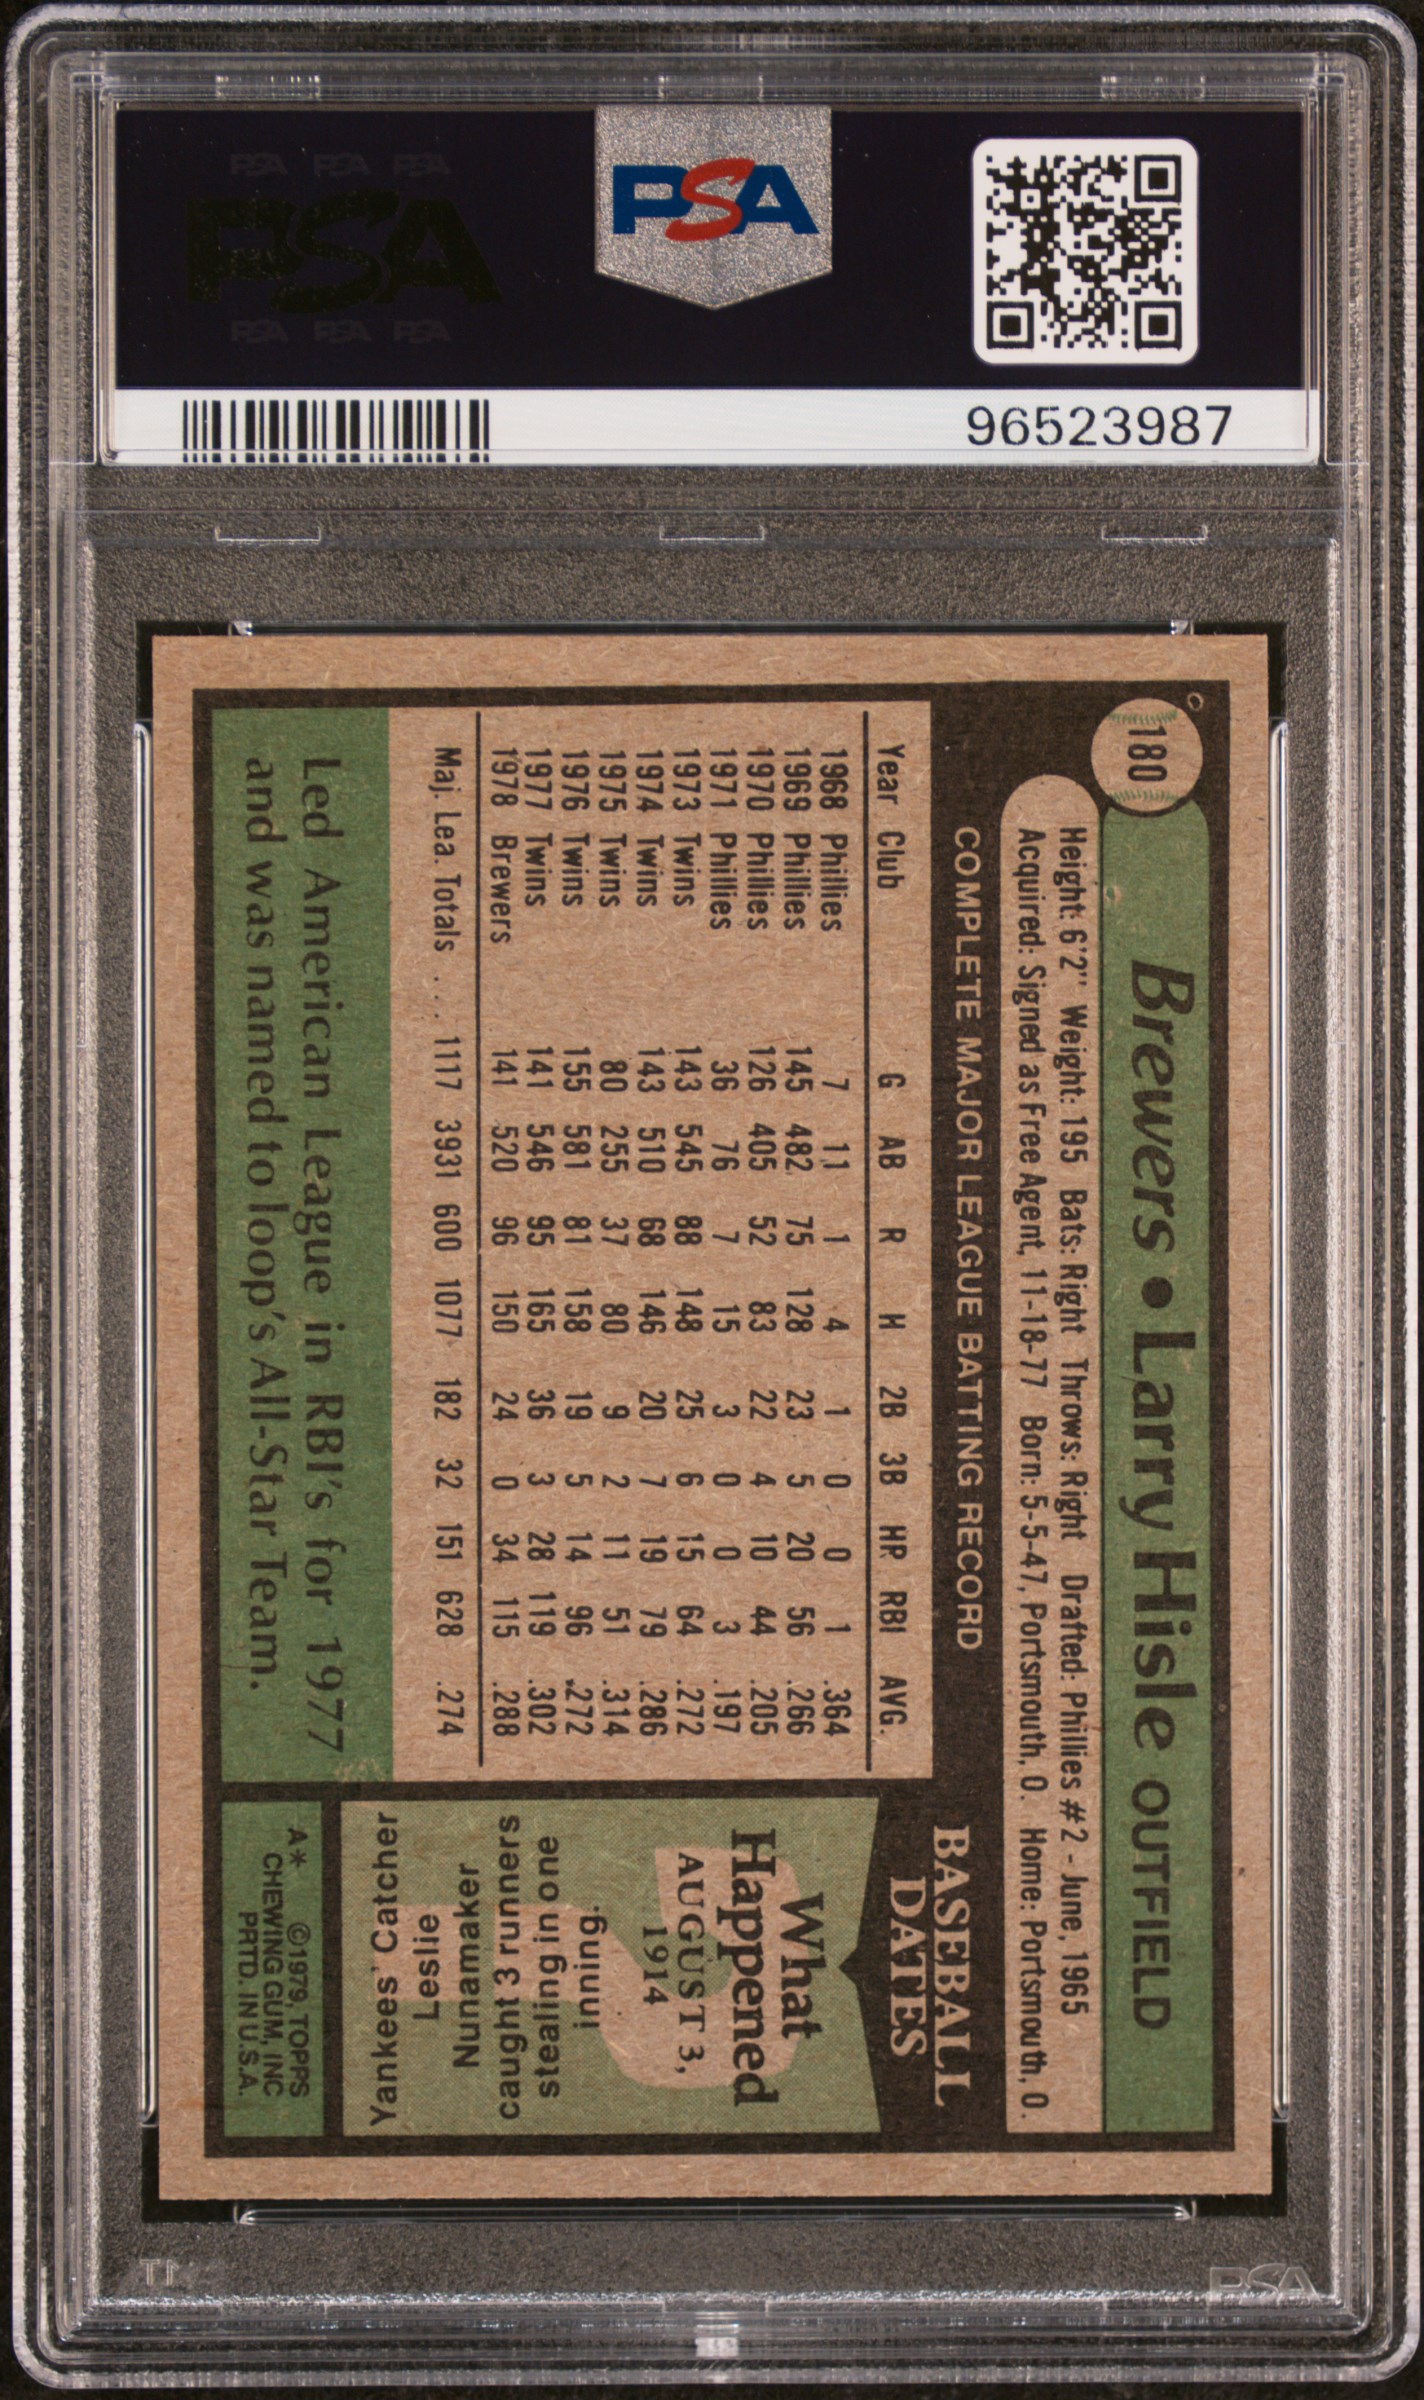 PSA PSA PSA
PSA
PSA PSA PSA
PSA
96523987
180
Brewers • Larry Hisle OUTFIELD
Height: 6'2" Weight: 195 Bats: Right Throws: Right Drafted: Phillies #2 - June, 1965
Acquired: Signed as Free Agent, 11-18-77 Born: 5-5-47, Portsmouth, O. Home: Portsmouth, O.
COMPLETE MAJOR LEAGUE BATTING RECORD
Year Club G AB R H 2B 3B HR RBI AVG.
1968 Phillies 7 11 1 4 1 0 0 1 .364
1969 Phillies 145 482 75 128 23 5 20 56 .266
1970 Phillies 126 405 52 83 22 4 10 44 .205
1971 Phillies 36 76 7 15 3 0 0 3 .197
1973 Twins 143 545 88 148 25 6 15 64 .272
1974 Twins 143 510 68 146 20 7 19 79 .286
1975 Twins 80 255 37 80 9 2 11 51 .314
1976 Twins 155 581 81 158 19 5 14 96 .272
1977 Twins 141 546 95 165 36 3 28 119 .302
1978 Brewers 141 520 96 150 24 0 34 115 .288
Maj. Lea. Totals . . . 1117 3931 600 1077 182 32 151 628 .274
Led American League in RBI's for 1977
and was named to loop's All-Star Team.
BASEBALL
DATES
What
Happened
AUGUST 3,
1914
Yankees' Catcher
Leslie
Nunamaker
caught 3 runners
stealing in one
inning.
A* ©1979, TOPPS
CHEWING GUM, INC
PRTD. IN U.S.A.
PSA